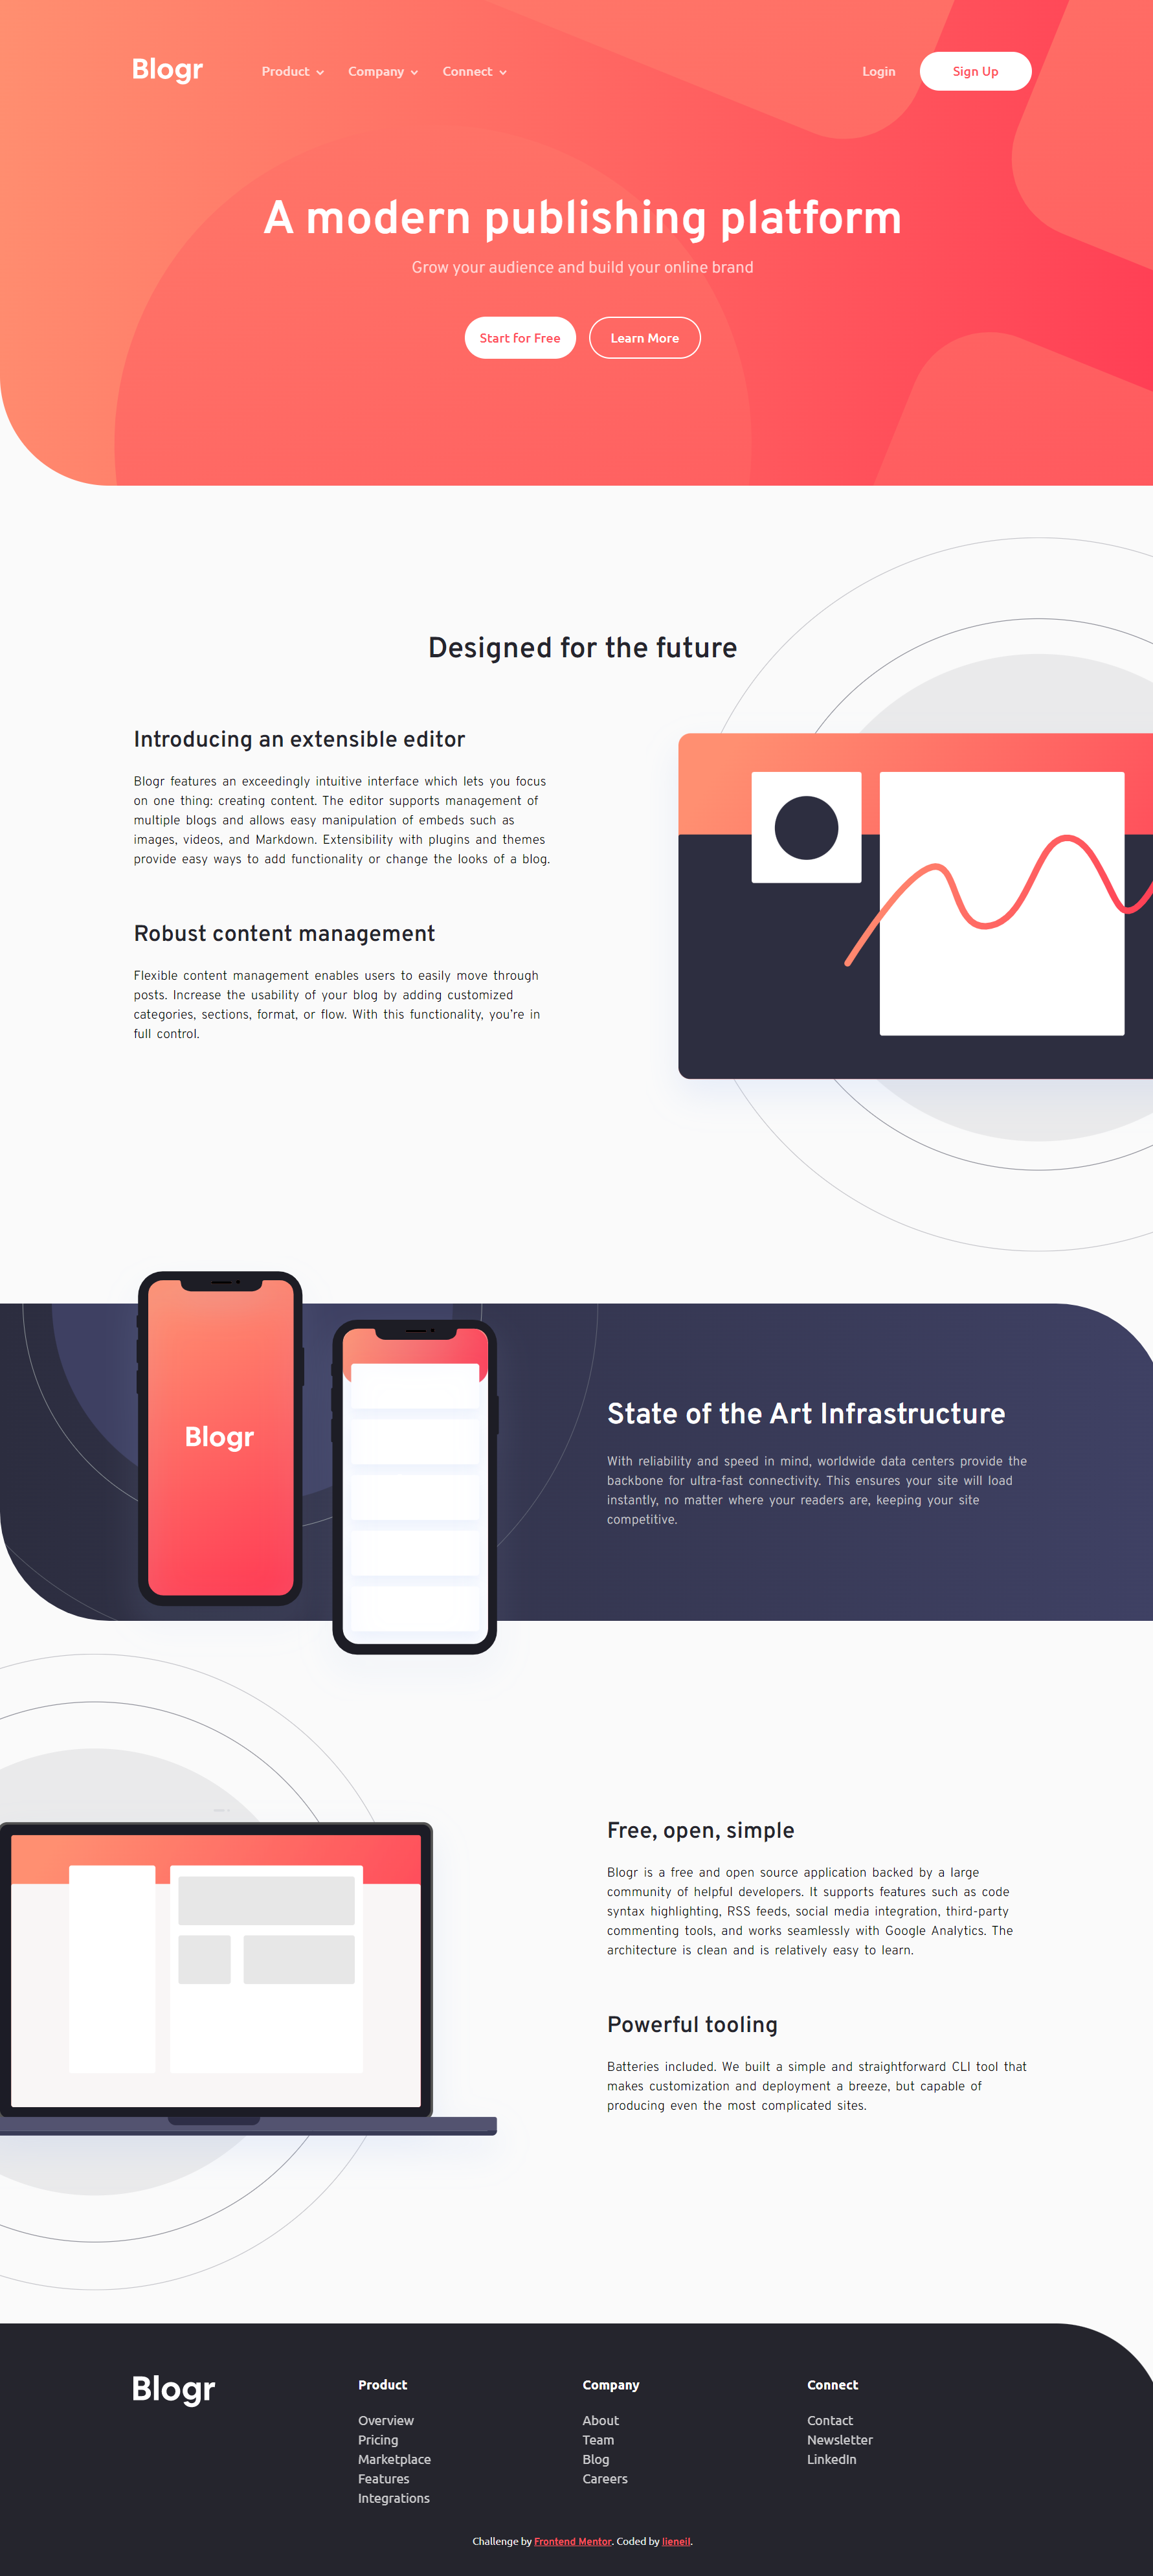 Blogr
Product
Company
Connect
Login
Sign Up
A modern publishing platform
Grow your audience and build your online brand
Start for Free
Learn More
Designed for the future
Introducing an extensible editor
Blogr features an exceedingly intuitive interface which lets you focus
on one thing: creating content. The editor supports management of
multiple blogs and allows easy manipulation of embeds such as
images, videos, and Markdown. Extensibility with plugins and themes
provide easy ways to add functionality or change the looks of a blog.
Robust content management
Flexible content management enables users to easily move through
posts. Increase the usability of your blog by adding customized
categories, sections, format, or flow. With this functionality, you're in
full control.
Blogr
State of the Art Infrastructure
With reliability and speed in mind, worldwide data centers provide the
backbone for ultra-fast connectivity. This ensures your site will load
instantly, no matter where your readers are, keeping your site
competitive.
Free, open, simple
Blogr is a free and open source application backed by a large
community of helpful developers. It supports features such as code
syntax highlighting, RSS feeds, social media integration, third-party
commenting tools, and works seamlessly with Google Analytics. The
architecture is clean and is relatively easy to learn.
Powerful tooling
Batteries included. We built a simple and straightforward CLI tool that
makes customization and deployment a breeze, but capable of
producing even the most complicated sites.
Blogr
Product
Overview
Pricing
Marketplace
Features
Integrations
Company
About
Team
Blog
Careers
Connect
Contact
Newsletter
LinkedIn
Challenge by Frontend Mentor. Coded by lieneil.